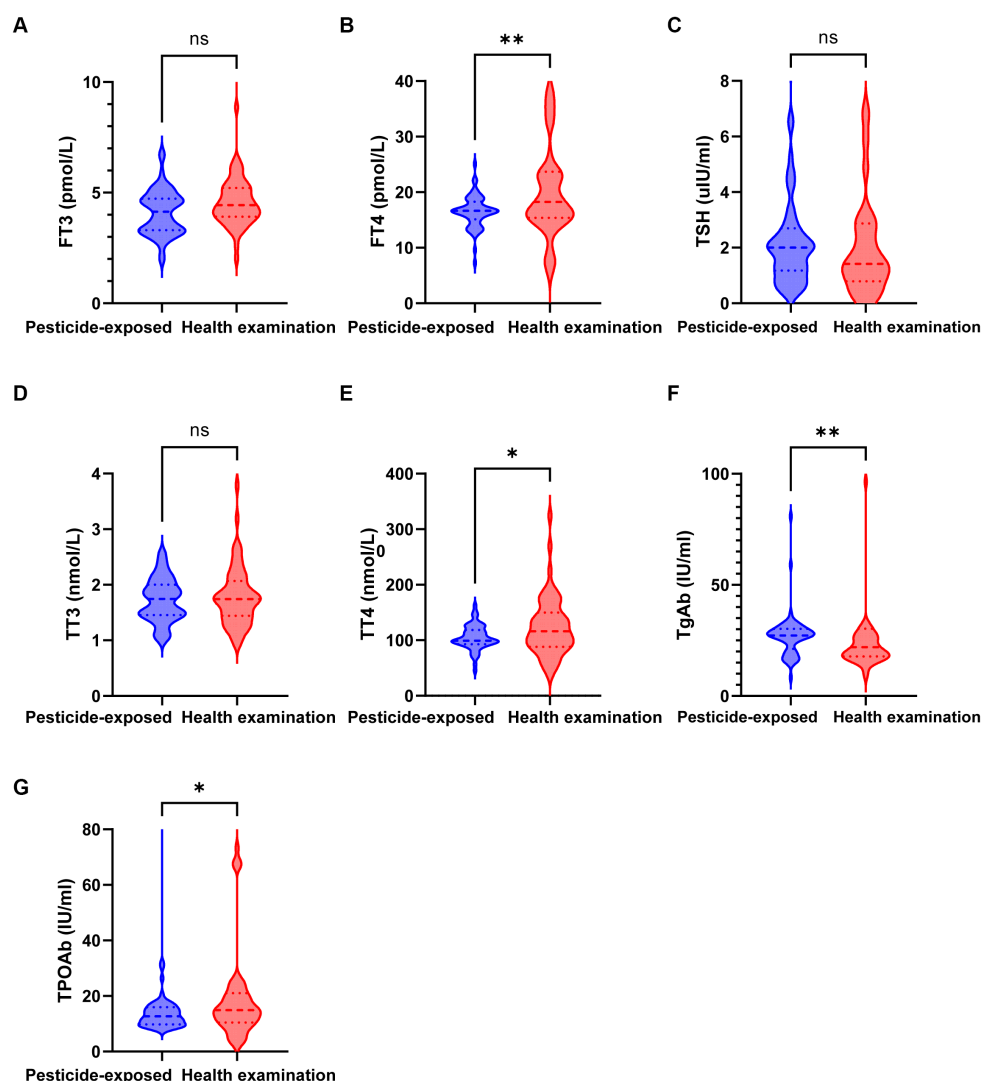 A
ns
FT3 (pmol/L)
10
5
0
Pesticide-exposed Health examination
B
**
FT4 (pmol/L)
40
30
20
10
0
Pesticide-exposed Health examination
C
ns
TSH (uIU/ml)
8
6
4
2
0
Pesticide-exposed Health examination
D
ns
TT3 (nmol/L)
4
3
2
1
0
Pesticide-exposed Health examination
E
*
TT4 (nmol/L)
0
400
300
200
100
0
Pesticide-exposed Health examination
F
**
TgAb (IU/ml)
100
50
0
Pesticide-exposed Health examination
G
*
TPOAb (IU/ml)
80
60
40
20
0
Pesticide-exposed Health examination